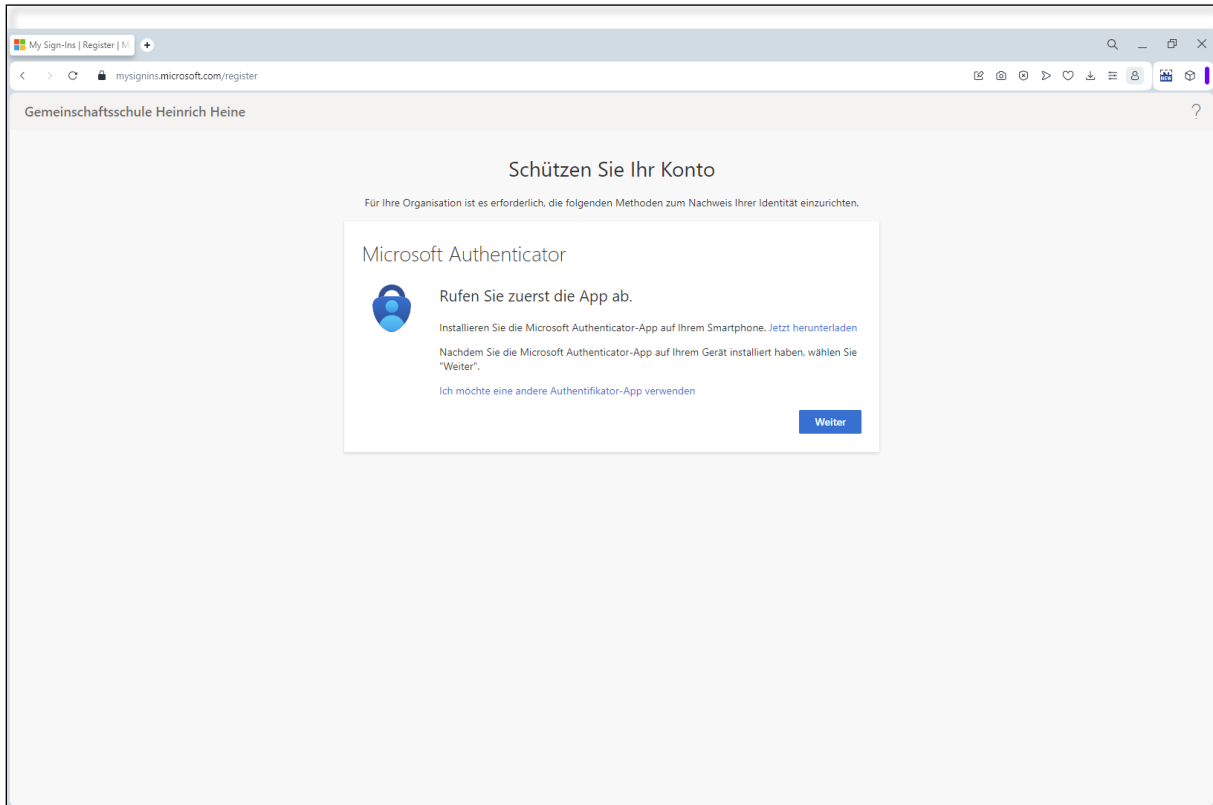 My Sign-Ins | Register | M
mysignins.microsoft.com/register
NEW
Gemeinschaftsschule Heinrich Heine
?
Schützen Sie Ihr Konto
Für Ihre Organisation ist es erforderlich, die folgenden Methoden zum Nachweis Ihrer Identität einzurichten.
Microsoft Authenticator
Rufen Sie zuerst die App ab.
Installieren Sie die Microsoft Authenticator-App auf Ihrem Smartphone. Jetzt herunterladen
Nachdem Sie die Microsoft Authenticator-App auf Ihrem Gerät installiert haben, wählen Sie
"Weiter".
Ich möchte eine andere Authentifikator-App verwenden
Weiter